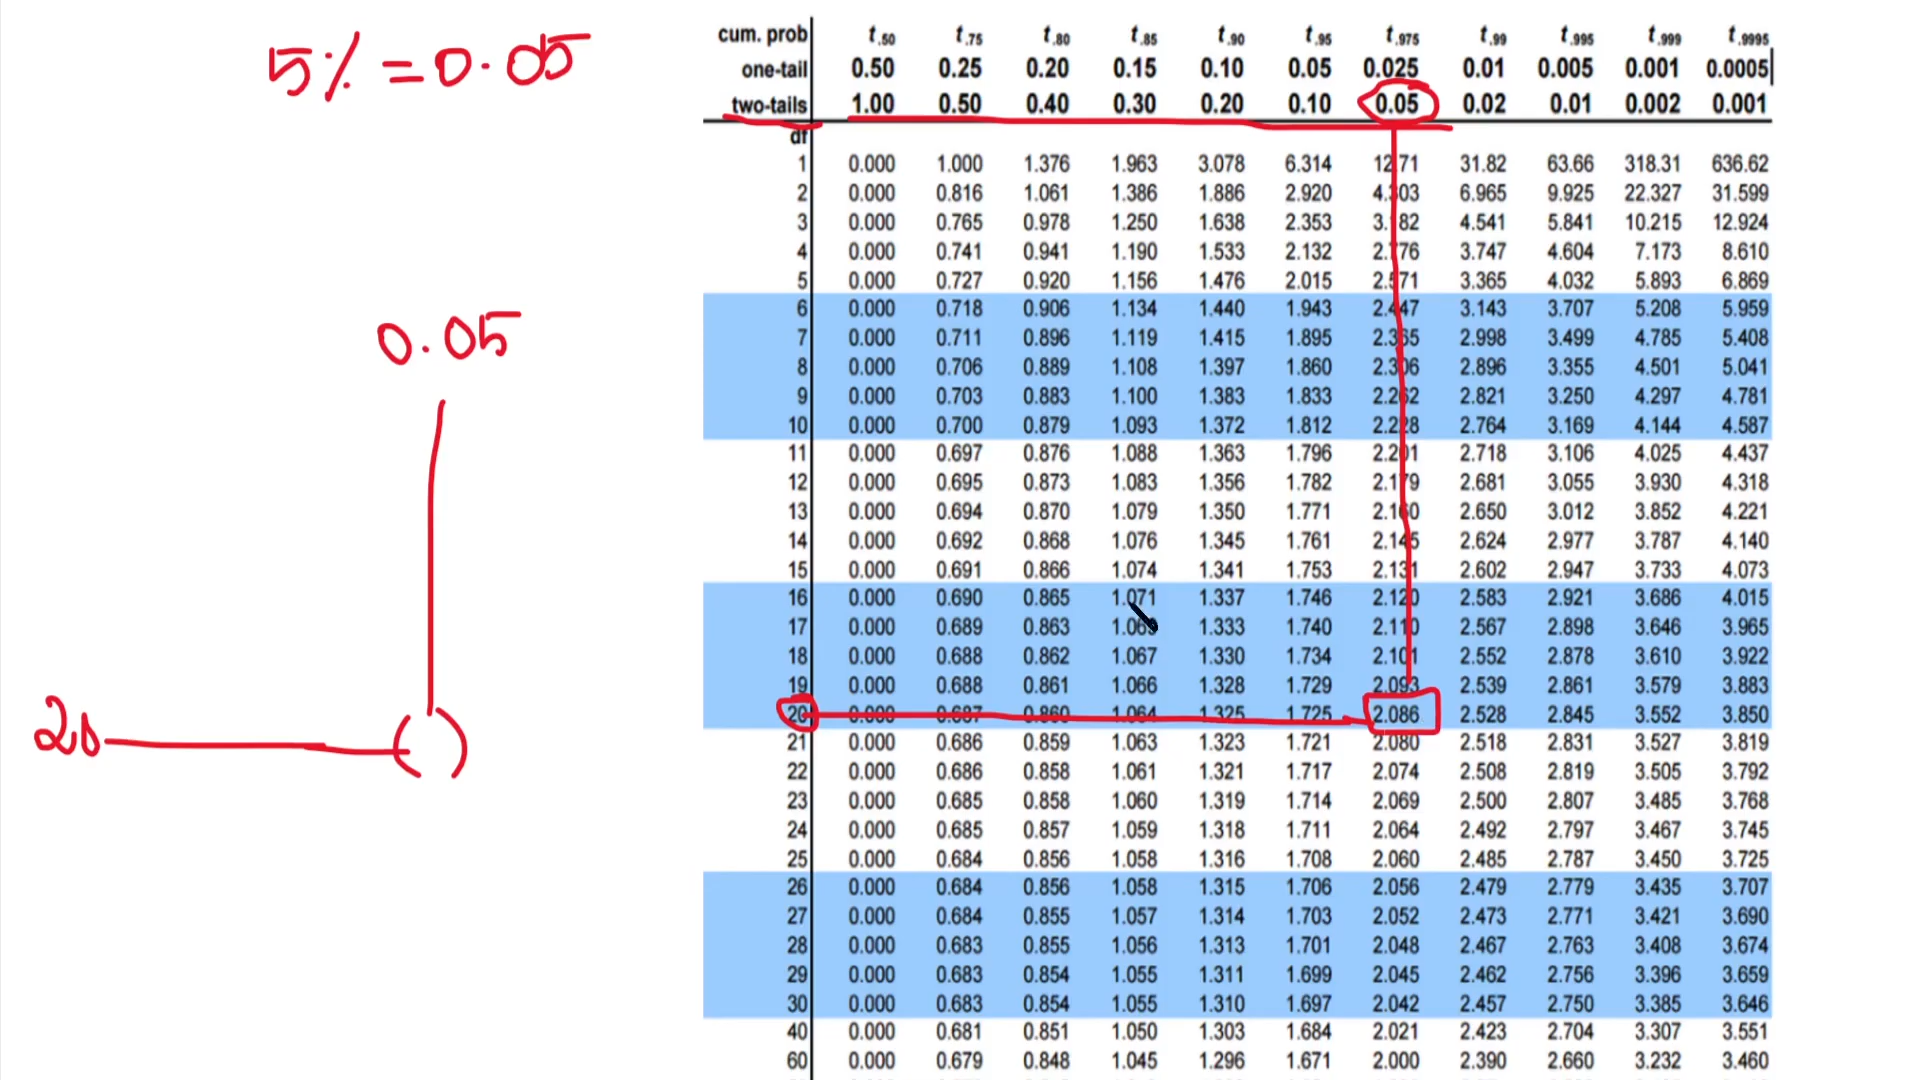 5% = 0.05
0.05
20 ( )
cum. prob t.50 t.75 t.80 t.85 t.90 t.95 t.975 t.99 t.995 t.999 t.9995
one-tail 0.50 0.25 0.20 0.15 0.10 0.05 0.025 0.01 0.005 0.001 0.0005
two-tails 1.00 0.50 0.40 0.30 0.20 0.10 0.05 0.02 0.01 0.002 0.001
df
1 0.000 1.000 1.376 1.963 3.078 6.314 12.71 31.82 63.66 318.31 636.62
2 0.000 0.816 1.061 1.386 1.886 2.920 4.303 6.965 9.925 22.327 31.599
3 0.000 0.765 0.978 1.250 1.638 2.353 3.182 4.541 5.841 10.215 12.924
4 0.000 0.741 0.941 1.190 1.533 2.132 2.776 3.747 4.604 7.173 8.610
5 0.000 0.727 0.920 1.156 1.476 2.015 2.571 3.365 4.032 5.893 6.869
6 0.000 0.718 0.906 1.134 1.440 1.943 2.447 3.143 3.707 5.208 5.959
7 0.000 0.711 0.896 1.119 1.415 1.895 2.365 2.998 3.499 4.785 5.408
8 0.000 0.706 0.889 1.108 1.397 1.860 2.306 2.896 3.355 4.501 5.041
9 0.000 0.703 0.883 1.100 1.383 1.833 2.262 2.821 3.250 4.297 4.781
10 0.000 0.700 0.879 1.093 1.372 1.812 2.228 2.764 3.169 4.144 4.587
11 0.000 0.697 0.876 1.088 1.363 1.796 2.201 2.718 3.106 4.025 4.437
12 0.000 0.695 0.873 1.083 1.356 1.782 2.179 2.681 3.055 3.930 4.318
13 0.000 0.694 0.870 1.079 1.350 1.771 2.160 2.650 3.012 3.852 4.221
14 0.000 0.692 0.868 1.076 1.345 1.761 2.145 2.624 2.977 3.787 4.140
15 0.000 0.691 0.866 1.074 1.341 1.753 2.131 2.602 2.947 3.733 4.073
16 0.000 0.690 0.865 1.071 1.337 1.746 2.120 2.583 2.921 3.686 4.015
17 0.000 0.689 0.863 1.069 1.333 1.740 2.110 2.567 2.898 3.646 3.965
18 0.000 0.688 0.862 1.067 1.330 1.734 2.101 2.552 2.878 3.610 3.922
19 0.000 0.688 0.861 1.066 1.328 1.729 2.093 2.539 2.861 3.579 3.883
20 0.000 0.687 0.860 1.064 1.325 1.725 2.086 2.528 2.845 3.552 3.850
21 0.000 0.686 0.859 1.063 1.323 1.721 2.080 2.518 2.831 3.527 3.819
22 0.000 0.686 0.858 1.061 1.321 1.717 2.074 2.508 2.819 3.505 3.792
23 0.000 0.685 0.858 1.060 1.319 1.714 2.069 2.500 2.807 3.485 3.768
24 0.000 0.685 0.857 1.059 1.318 1.711 2.064 2.492 2.797 3.467 3.745
25 0.000 0.684 0.856 1.058 1.316 1.708 2.060 2.485 2.787 3.450 3.725
26 0.000 0.684 0.856 1.058 1.315 1.706 2.056 2.479 2.779 3.435 3.707
27 0.000 0.684 0.855 1.057 1.314 1.703 2.052 2.473 2.771 3.421 3.690
28 0.000 0.683 0.855 1.056 1.313 1.701 2.048 2.467 2.763 3.408 3.674
29 0.000 0.683 0.854 1.055 1.311 1.699 2.045 2.462 2.756 3.396 3.659
30 0.000 0.683 0.854 1.055 1.310 1.697 2.042 2.457 2.750 3.385 3.646
40 0.000 0.681 0.851 1.050 1.303 1.684 2.021 2.423 2.704 3.307 3.551
60 0.000 0.679 0.848 1.045 1.296 1.671 2.000 2.390 2.660 3.232 3.460